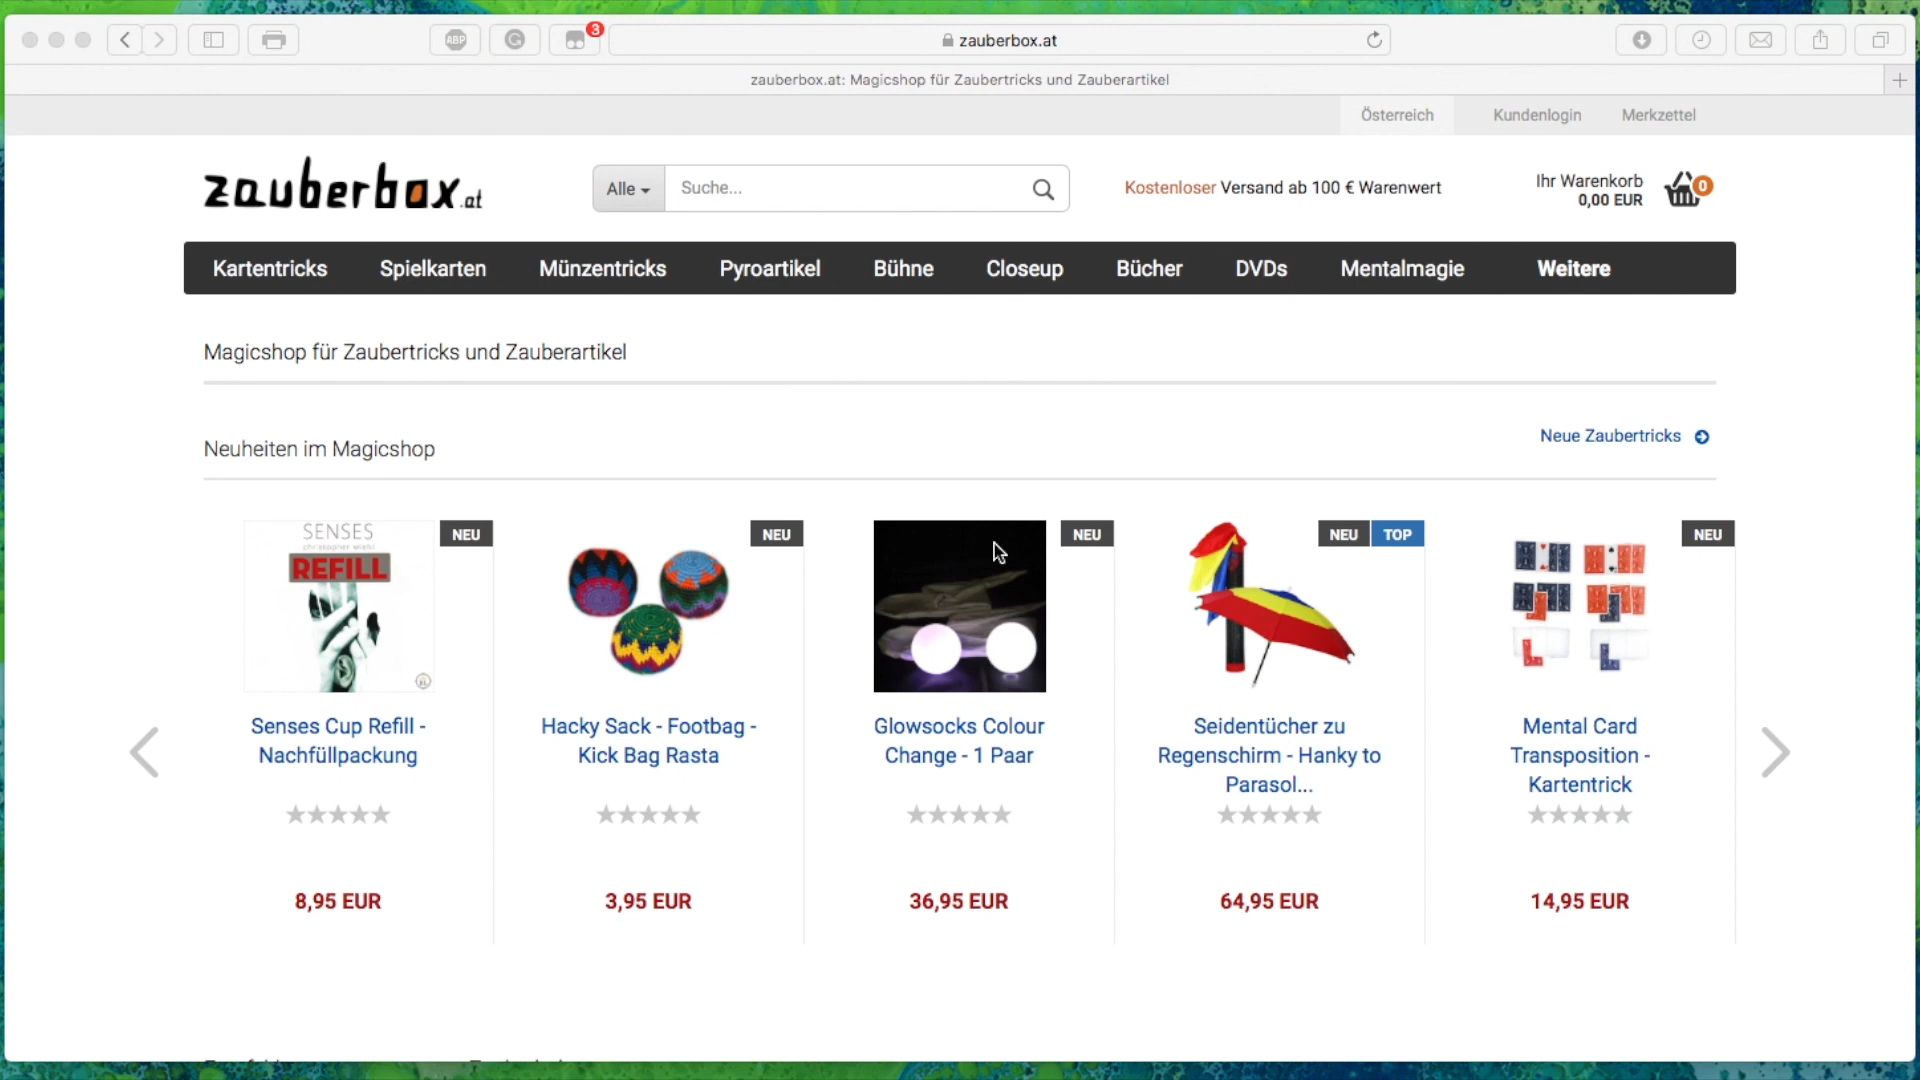 ABP
3
zauberbox.at
zauberbox.at: Magicshop für Zaubertricks und Zauberartikel
Österreich
Kundenlogin
Merkzettel
zauberbox.at
Alle
Suche...
Kostenloser Versand ab 100 € Warenwert
Ihr Warenkorb
0,00 EUR
0
Kartentricks
Spielkarten
Münzentricks
Pyroartikel
Bühne
Closeup
Bücher
DVDs
Mentalmagie
Weitere
Magicshop für Zaubertricks und Zauberartikel
Neuheiten im Magicshop
Neue Zaubertricks
SENSES
REFILL
NEU
NEU
NEU
NEU
TOP
NEU
Senses Cup Refill -
Nachfüllpackung
8,95 EUR
Hacky Sack - Footbag -
Kick Bag Rasta
3,95 EUR
Glowsocks Colour
Change - 1 Paar
36,95 EUR
Seidentücher zu
Regenschirm - Hanky to
Parasol...
64,95 EUR
Mental Card
Transposition -
Kartentrick
14,95 EUR